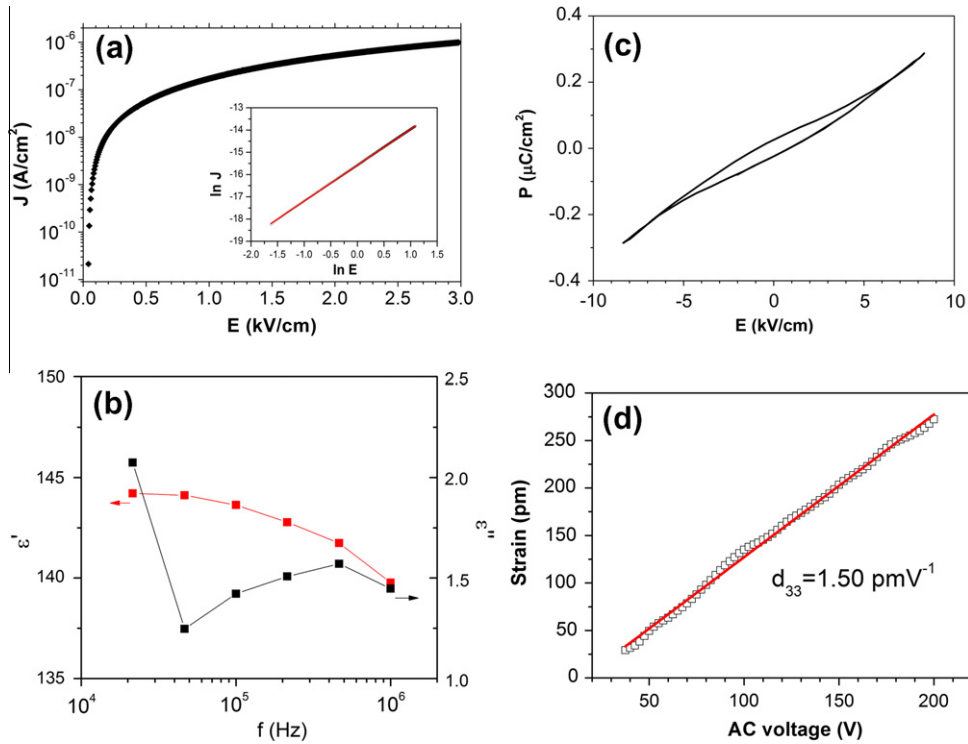 (a)
10⁻⁶
10⁻⁷
10⁻⁸
10⁻⁹
10⁻¹⁰
10⁻¹¹
J (A/cm²)
0.0 0.5 1.0 1.5 2.0 2.5 3.0
E (kV/cm)
-13
-14
-15
-16
-17
-18
-19
ln J
-2.0 -1.5 -1.0 -0.5 0.0 0.5 1.0 1.5
ln E
(c)
0.4
0.2
0.0
-0.2
-0.4
P (μC/cm²)
-10 -5 0 5 10
E (kV/cm)
(b)
150
145
140
135
ε'
2.5
2.0
1.5
1.0
ε"
10⁴ 10⁵ 10⁶
f (Hz)
(d)
300
250
200
150
100
50
0
Strain (pm)
d₃₃=1.50 pmV⁻¹
50 100 150 200
AC voltage (V)